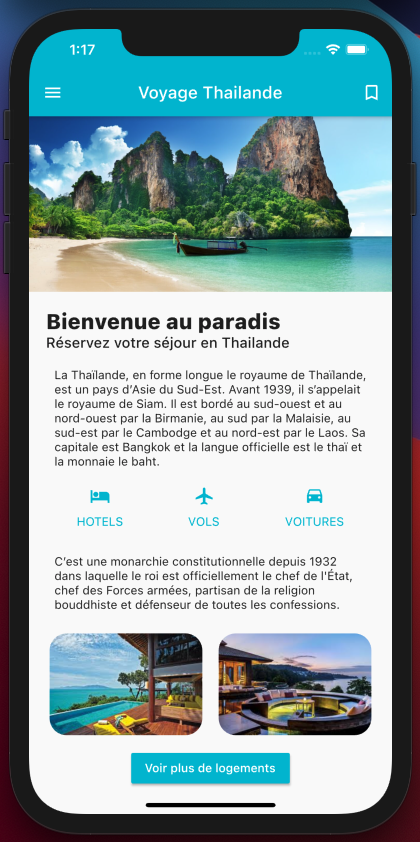 1:17
Voyage Thailande
Bienvenue au paradis
Réservez votre séjour en Thailande
La Thaïlande, en forme longue le royaume de Thaïlande,
est un pays d'Asie du Sud-Est. Avant 1939, il s'appelait
le royaume de Siam. Il est bordé au sud-ouest et au
nord-ouest par la Birmanie, au sud par la Malaisie, au
sud-est par le Cambodge et au nord-est par le Laos. Sa
capitale est Bangkok et la langue officielle est le thaï et
la monnaie le baht.
HOTELS VOLS VOITURES
C'est une monarchie constitutionnelle depuis 1932
dans laquelle le roi est officiellement le chef de l'État,
chef des Forces armées, partisan de la religion
bouddhiste et défenseur de toutes les confessions.
Voir plus de logements